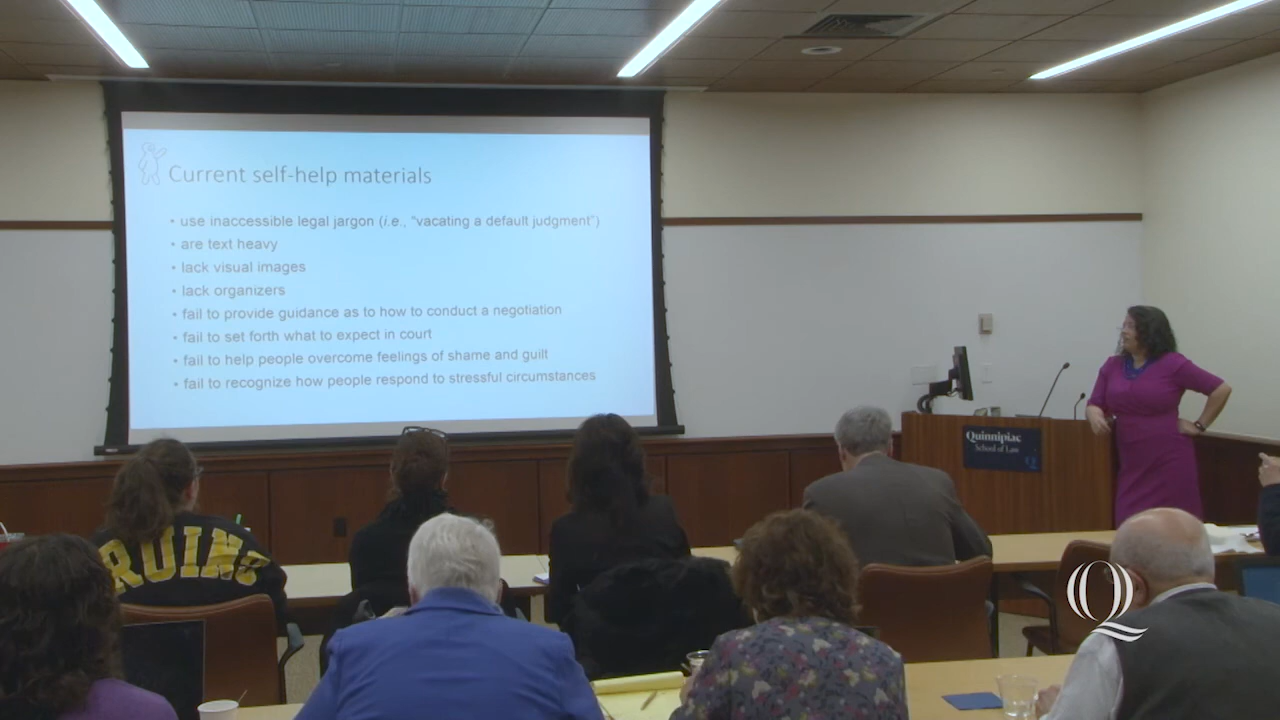 Current self-help materials
• use inaccessible legal jargon (i.e., “vacating a default judgment”)
• are text heavy
• lack visual images
• lack organizers
• fail to provide guidance as to how to conduct a negotiation
• fail to set forth what to expect in court
• fail to help people overcome feelings of shame and guilt
• fail to recognize how people respond to stressful circumstances
Quinnipiac
School of Law
Q
BRUINS
Q